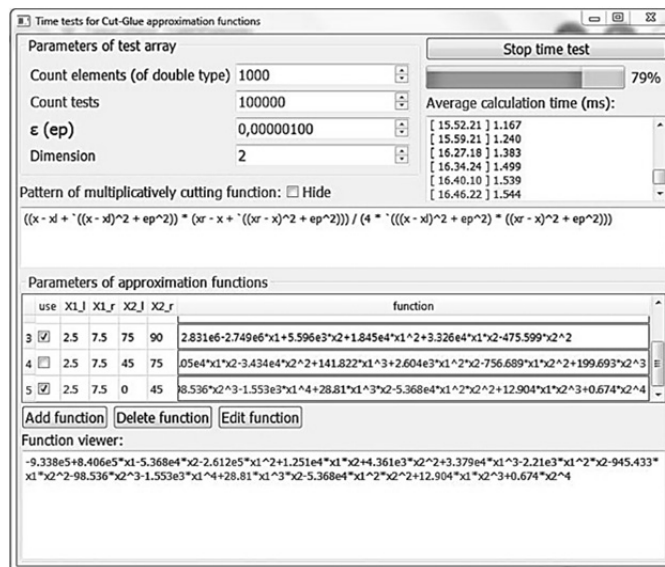 Time tests for Cut-Glue approximation functions
Parameters of test array
Count elements (of double type) 1000
Count tests 100000
ε (ep) 0,00000100
Dimension 2
Stop time test
79%
Average calculation time (ms):
[ 15.52.21 ] 1.167
[ 15.59.21 ] 1.240
[ 16.27.18 ] 1.383
[ 16.34.24 ] 1.499
[ 16.40.10 ] 1.539
[ 16.46.22 ] 1.544
Pattern of multiplicatively cutting function: Hide
((x - xl + `((x - xl)^2 + ep^2)) * (xr - x + `((xr - x)^2 + ep^2))) / (4 * `(((x - xl)^2 + ep^2) * ((xr - x)^2 + ep^2)))
Parameters of approximation functions
use X1_l X1_r X2_l X2_r function
3 2.5 7.5 75 90 2.831e6-2.749e6*x1+5.596e3*x2+1.845e4*x1^2+3.326e4*x1*x2-475.599*x2^2
4 2.5 7.5 45 75 .05e4*x1*x2-3.434e4*x2^2+141.822*x1^3+2.604e3*x1^2*x2-756.689*x1*x2^2+199.693*x2^3
5 2.5 7.5 0 45 98.536*x2^3-1.553e3*x1^4+28.81*x1^3*x2-5.368e4*x1^2*x2^2+12.904*x1*x2^3+0.674*x2^4
Add function Delete function Edit function
Function viewer:
-9.338e5+8.406e5*x1-5.368e4*x2-2.612e5*x1^2+1.251e4*x1*x2+4.361e3*x2^2+3.379e4*x1^3-2.21e3*x1^2*x2-945.433*
x1*x2^2-98.536*x2^3-1.553e3*x1^4+28.81*x1^3*x2-5.368e4*x1^2*x2^2+12.904*x1*x2^3+0.674*x2^4